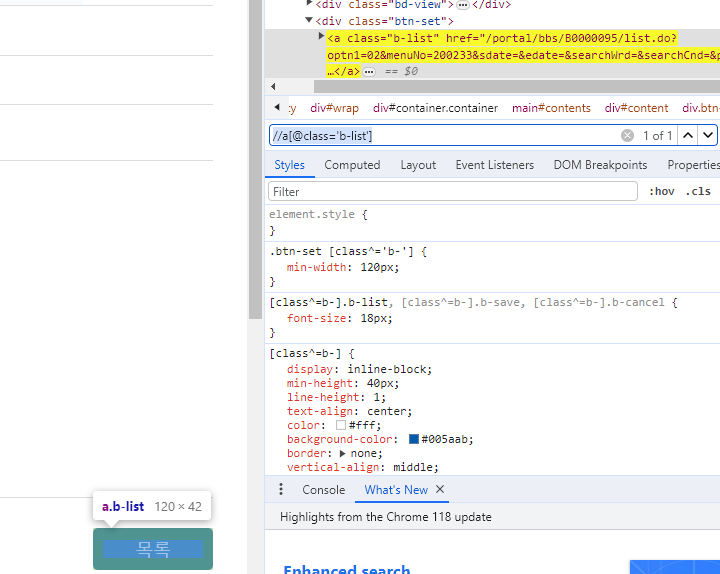 <div class="bd-view"> </div>
<div class="btn-set">
<a class="b-list" href="/portal/bbs/B0000095/list.do?
optn1=02&menuNo=200233&sdate=&edate=&searchWrd=&searchCnd=&
…</a> == $0
div#wrap div#container.container main#contents div#content div.btn-
//a[@class='b-list'] 1 of 1
Styles Computed Layout Event Listeners DOM Breakpoints Properties
Filter :hov .cls
element.style {
}
.btn-set [class^='b-'] {
min-width: 120px;
}
[class^=b-].b-list, [class^=b-].b-save, [class^=b-].b-cancel {
font-size: 18px;
}
[class^=b-] {
display: inline-block;
min-height: 40px;
line-height: 1;
text-align: center;
color: #fff;
background-color: #005aab;
border: none;
vertical-align: middle;
Console What's New
Highlights from the Chrome 118 update
Enhanced search
a.b-list 120 × 42
목록